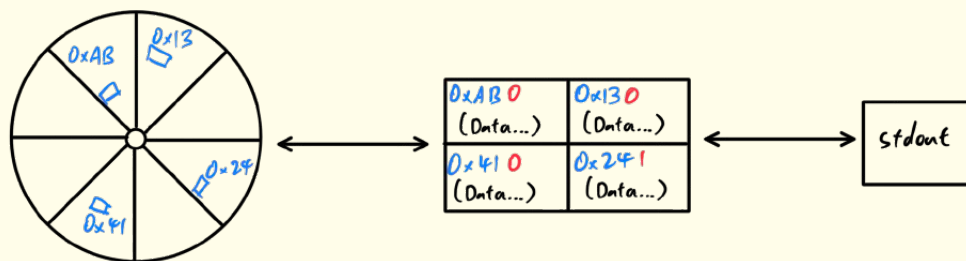 0xAB
0x13
0x24
0x41
0xAB 0
(Data...)
0x13 0
(Data...)
0x41 0
(Data...)
0x24 1
(Data...)
stdout